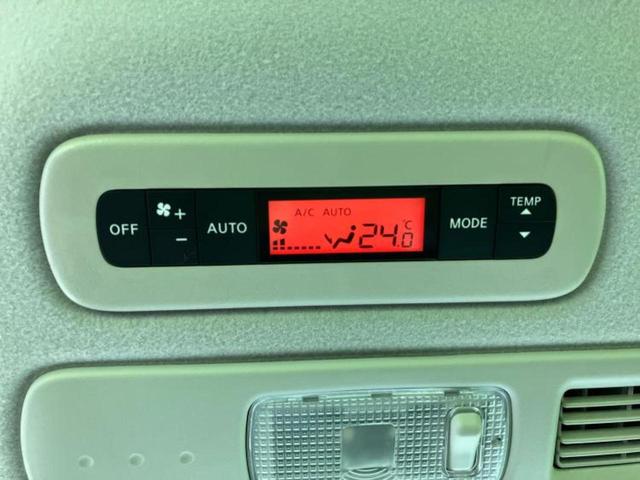 OFF
+
-
AUTO
A/C AUTO
24.0 °C
MODE
TEMP